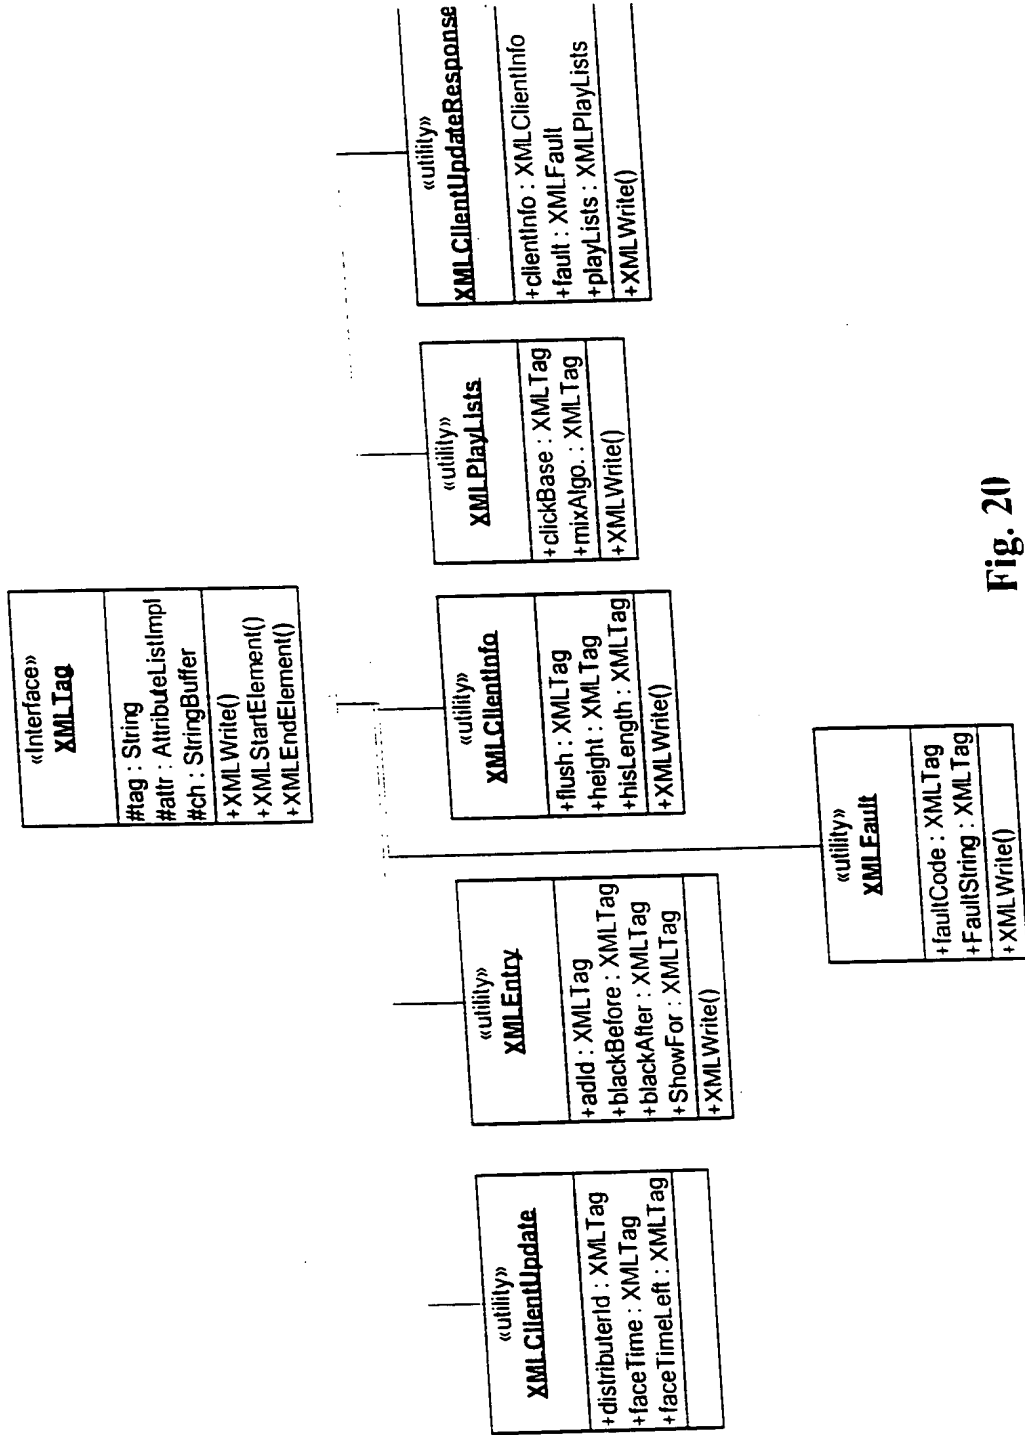 «Interface»
XMLTag
#tag : String
#attr : AttributeListImpl
#ch : StringBuffer
+XMLWrite()
+XMLStartElement()
+XMLEndElement()
«utility»
XMLClientUpdate
+distributerId : XMLTag
+faceTime : XMLTag
+faceTimeLeft : XMLTag
«utility»
XMLEntry
+adId : XMLTag
+blackBefore : XMLTag
+blackAfter : XMLTag
+ShowFor : XMLTag
+XMLWrite()
«utility»
XMLClientInfo
+flush : XMLTag
+height : XMLTag
+hisLength : XMLTag
+XMLWrite()
«utility»
XMLPlayLists
+clickBase : XMLTag
+mixAlgo. : XMLTag
+XMLWrite()
«utility»
XMLClientUpdateResponse
+clientInfo : XMLClientInfo
+fault : XMLFault
+playLists : XMLPlayLists
+XMLWrite()
«utility»
XMLFault
+faultCode : XMLTag
+FaultString : XMLTag
+XMLWrite()
Fig. 20